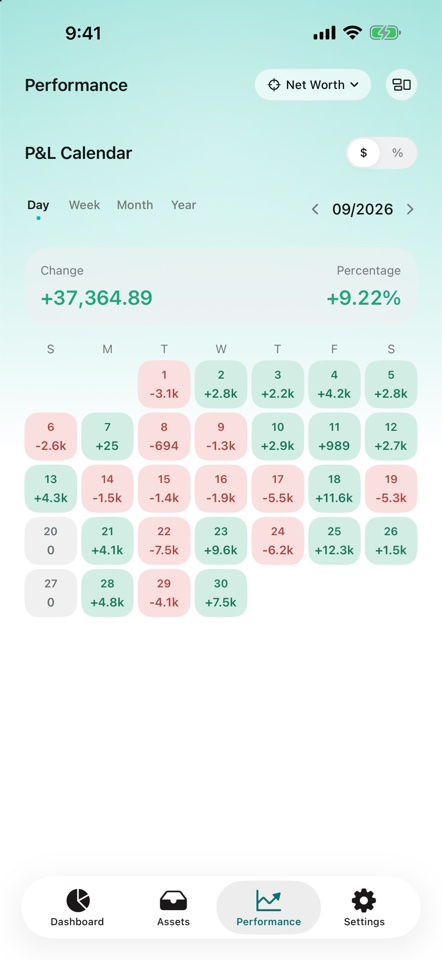 9:41
Performance
Net Worth
P&L Calendar
$ %
Day Week Month Year
09/2026
Change Percentage
+37,364.89 +9.22%
S M T W T F S
1 2 3 4 5
-3.1k +2.8k +2.2k +4.2k +2.8k
6 7 8 9 10 11 12
-2.6k +25 -694 -1.3k +2.9k +989 +2.7k
13 14 15 16 17 18 19
+4.3k -1.5k -1.4k -1.9k -5.5k +11.6k -5.3k
20 21 22 23 24 25 26
0 +4.1k -7.5k +9.6k -6.2k +12.3k +1.5k
27 28 29 30
0 +4.8k -4.1k +7.5k
Dashboard Assets Performance Settings